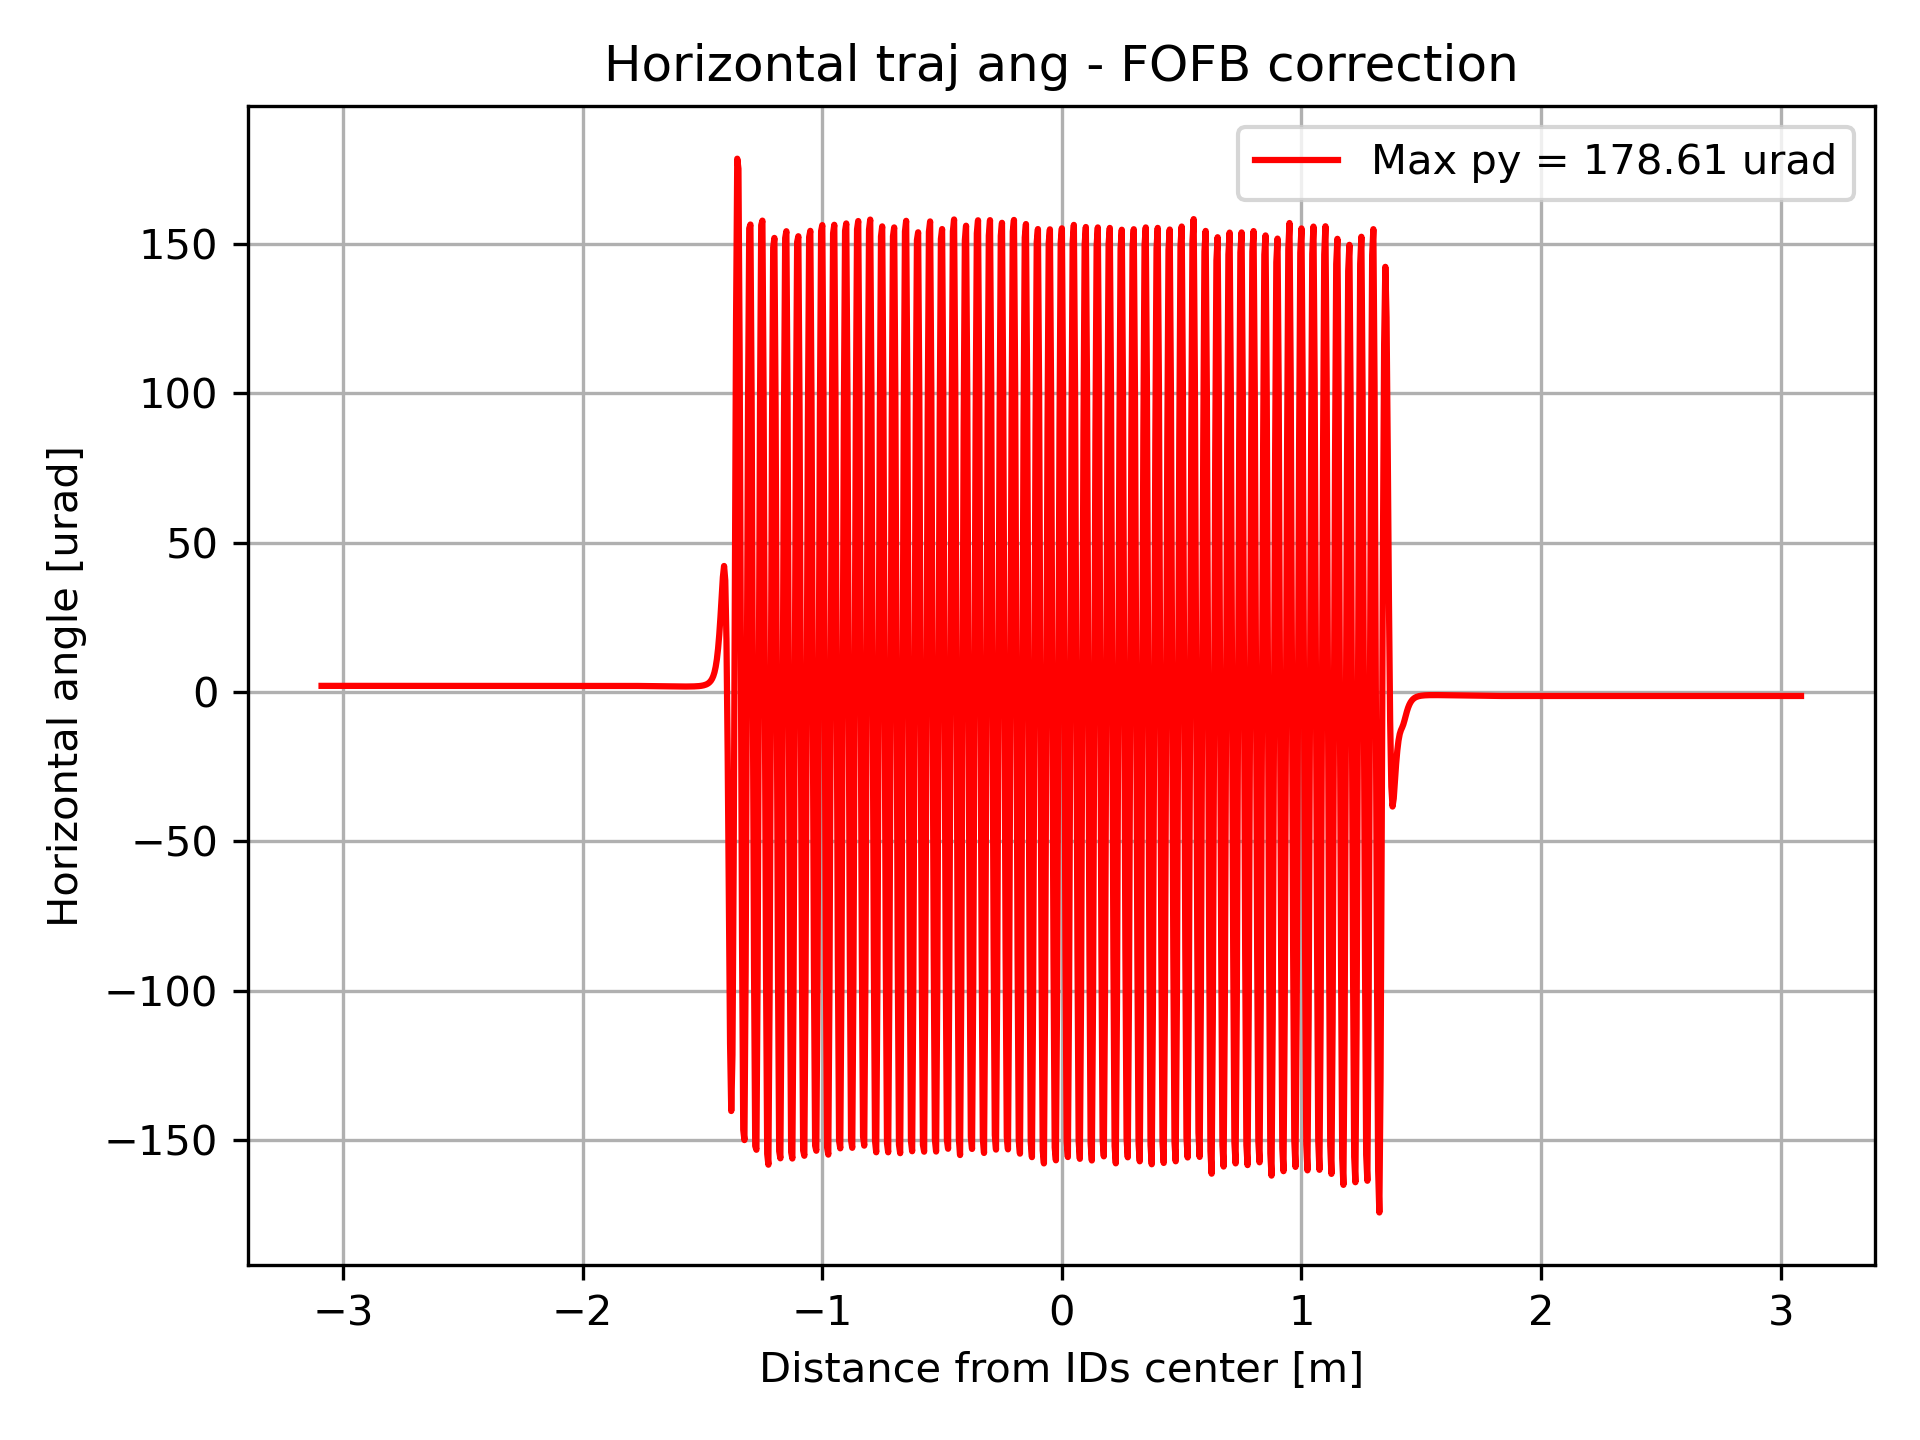 Horizontal traj ang - FOFB correction
Max py = 178.61 urad
150
100
50
0
−50
−100
−150
Horizontal angle [urad]
−3 −2 −1 0 1 2 3
Distance from IDs center [m]